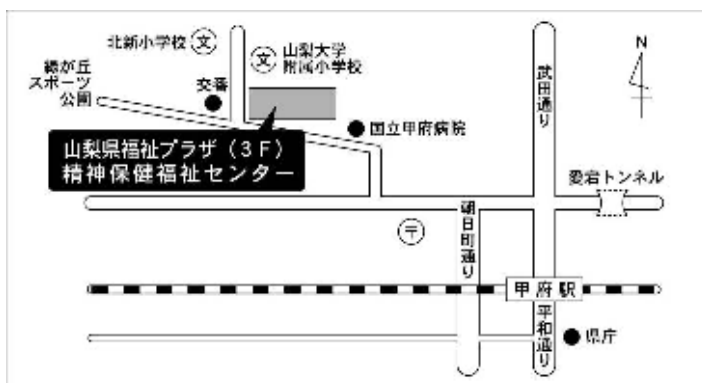 北新小学校
文
緑が丘
スポーツ
公園
交番
文
山梨大学
附属小学校
国立甲府病院
山梨県福祉プラザ(3F)
精神保健福祉センター
武田通り
N
愛宕トンネル
朝日町通り
〒
甲府駅
平和通り
県庁